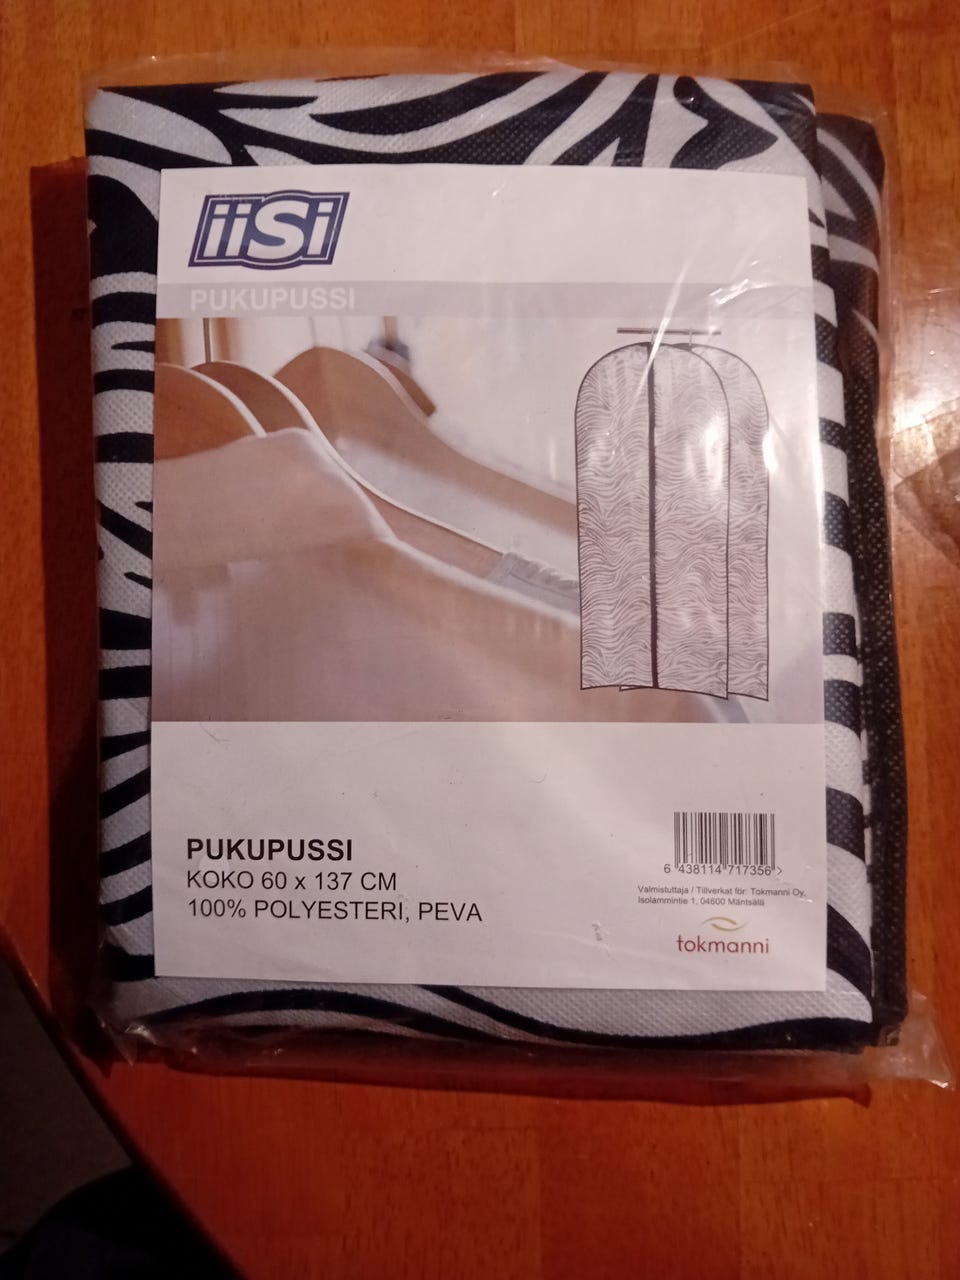 iiSi
PUKUPUSSI
PUKUPUSSI
KOKO 60 x 137 CM
100% POLYESTERI, PEVA
6 438114 717356 >
Valmistuttaja / Tillverkat för: Tokmanni Oy,
Isolammintie 1, 04600 Mäntsälä
tokmanni